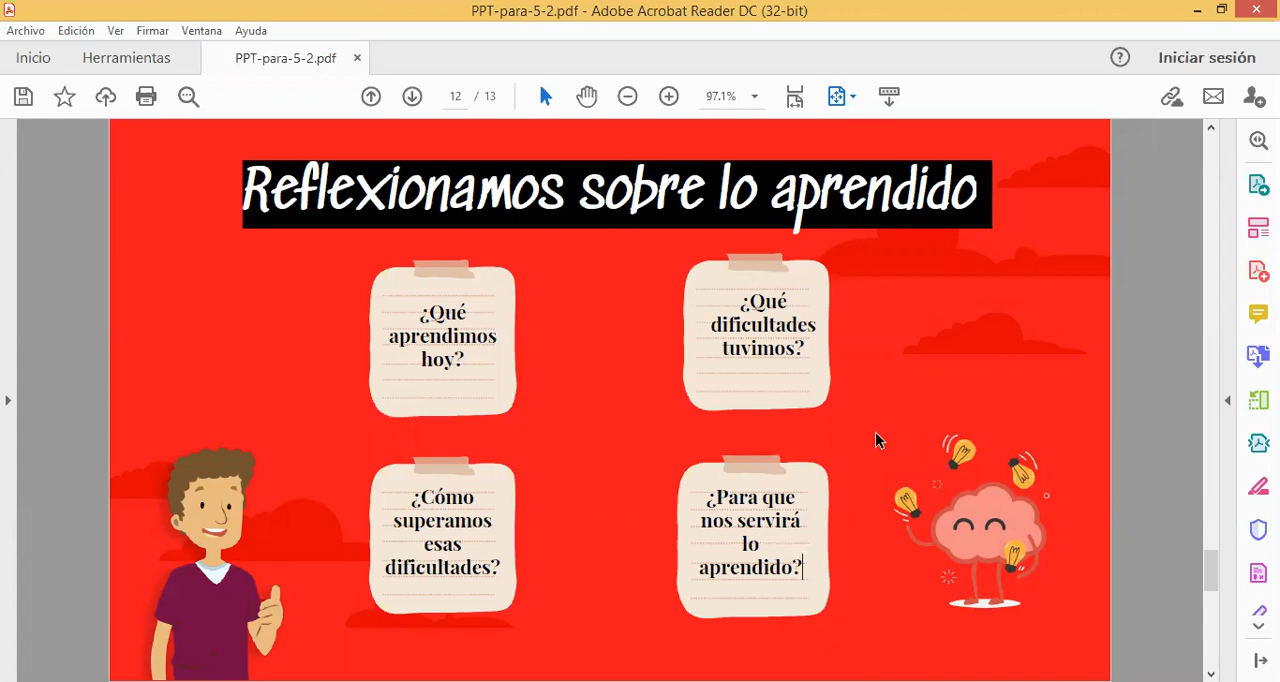 PPT-para-5-2.pdf - Adobe Acrobat Reader DC (32-bit)
Archivo Edición Ver Firmar Ventana Ayuda
Inicio Herramientas PPT-para-5-2.pdf × Iniciar sesión
12 / 13 97.1%
Reflexionamos sobre lo aprendido
¿Qué
aprendimos
hoy?
¿Qué
dificultades
tuvimos?
¿Cómo
superamos
esas
dificultades?
¿Para que
nos servirá
lo
aprendido?